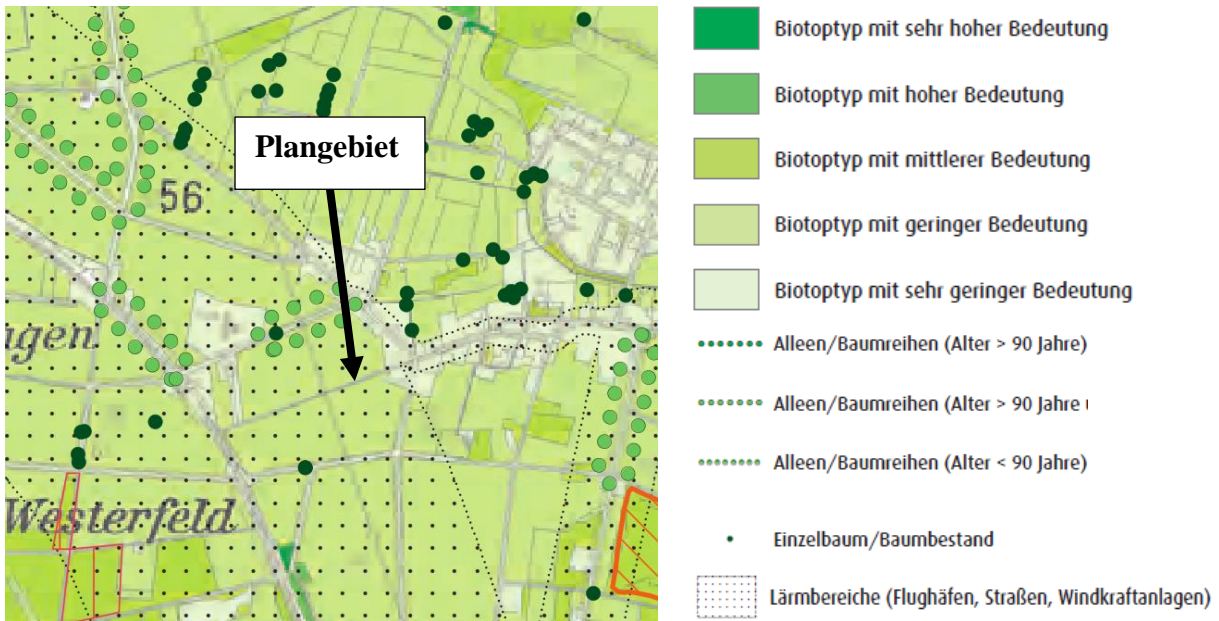 Plangebiet
56
gen
Westerfeld
Biotoptyp mit sehr hoher Bedeutung
Biotoptyp mit hoher Bedeutung
Biotoptyp mit mittlerer Bedeutung
Biotoptyp mit geringer Bedeutung
Biotoptyp mit sehr geringer Bedeutung
Alleen/Baumreihen (Alter > 90 Jahre)
Alleen/Baumreihen (Alter > 90 Jahre
Alleen/Baumreihen (Alter < 90 Jahre)
Einzelbaum/Baumbestand
Lärmbereiche (Flughäfen, Straßen, Windkraftanlagen)